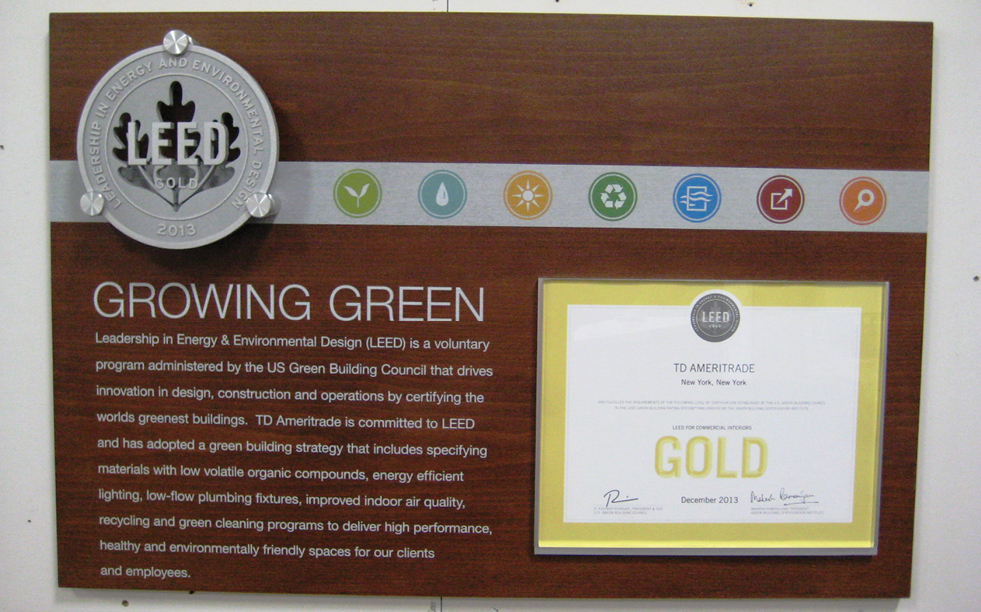 LEADERSHIP IN ENERGY AND ENVIRONMENTAL DESIGN
LEED
GOLD
2013
GROWING GREEN
Leadership in Energy & Environmental Design (LEED) is a voluntary
program administered by the US Green Building Council that drives
innovation in design, construction and operations by certifying the
worlds greenest buildings. TD Ameritrade is committed to LEED
and has adopted a green building strategy that includes specifying
materials with low volatile organic compounds, energy efficient
lighting, low-flow plumbing fixtures, improved indoor air quality,
recycling and green cleaning programs to deliver high performance,
healthy and environmentally friendly spaces for our clients
and employees.
LEED
TD AMERITRADE
New York, New York
LEED FOR COMMERCIAL INTERIORS
GOLD
December 2013